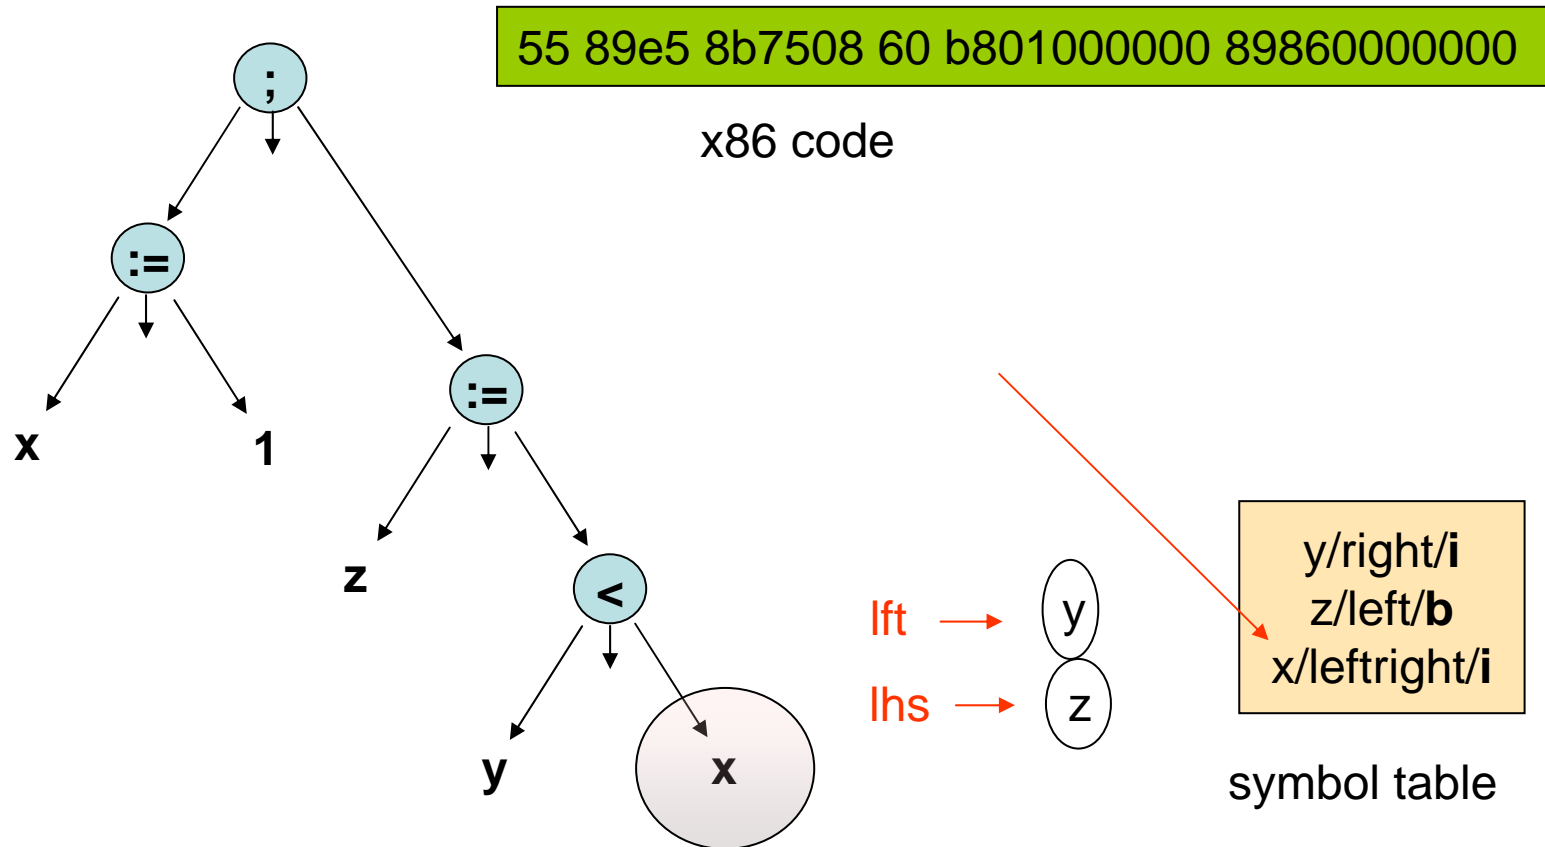 55 89e5 8b7508 60 b801000000 89860000000
;
x86 code
:=
:=
x
1
y/right/i
z
<
z/left/b
lft
y
x/leftright/i
lhs
z
y
x
symbol table